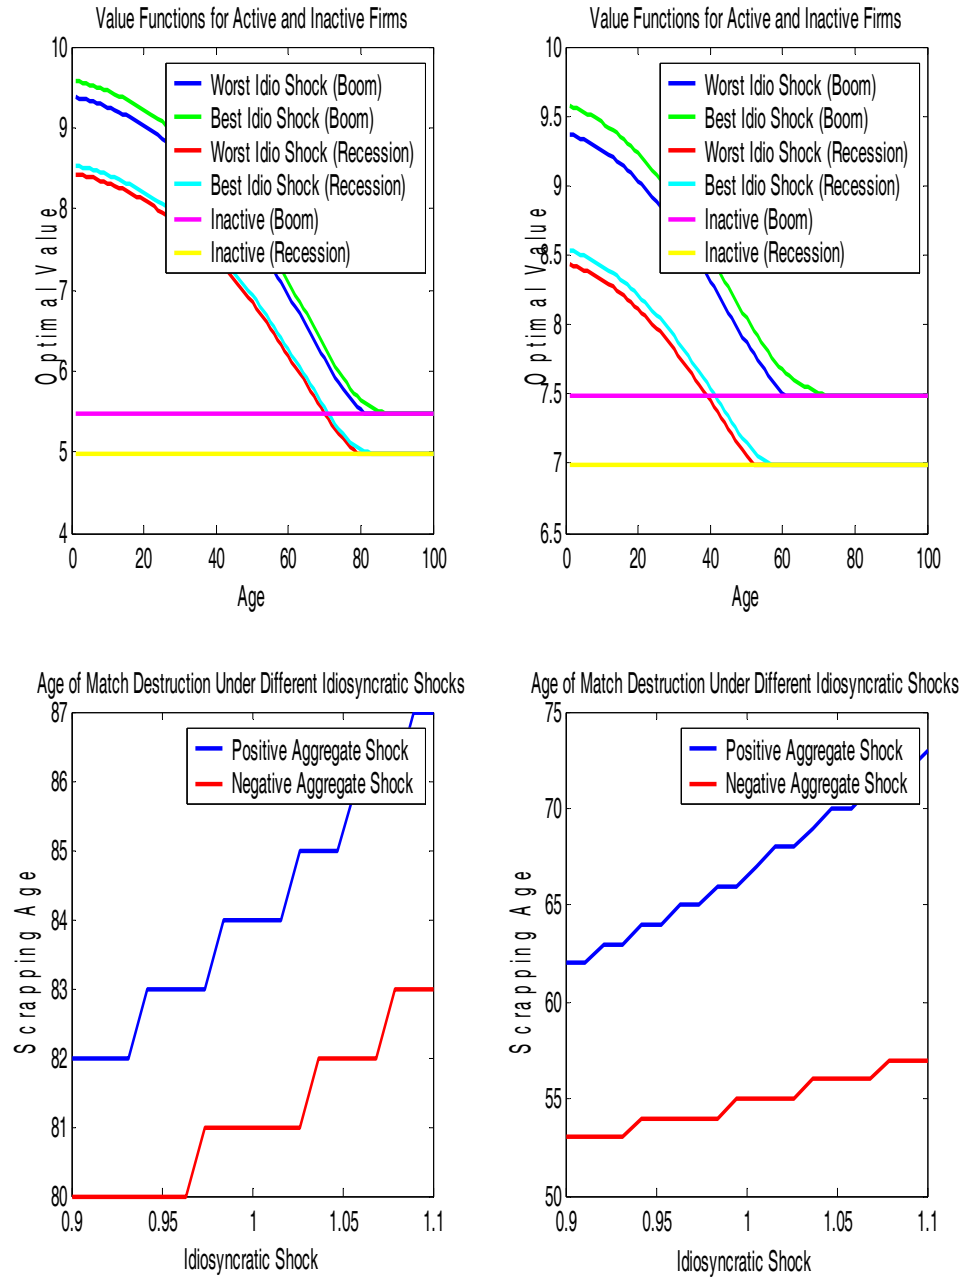 Value Functions for Active and Inactive Firms
10
9
8
7
6
5
4
Optimal Value
Worst Idio Shock (Boom)
Best Idio Shock (Boom)
Worst Idio Shock (Recession)
Best Idio Shock (Recession)
Inactive (Boom)
Inactive (Recession)
0 20 40 60 80 100
Age
Value Functions for Active and Inactive Firms
10
9.5
9
8.5
8
7.5
7
6.5
Optimal Value
Worst Idio Shock (Boom)
Best Idio Shock (Boom)
Worst Idio Shock (Recession)
Best Idio Shock (Recession)
Inactive (Boom)
Inactive (Recession)
0 20 40 60 80 100
Age
Age of Match Destruction Under Different Idiosyncratic Shocks
87
86
85
84
83
82
81
80
Scrapping Age
Positive Aggregate Shock
Negative Aggregate Shock
0.9 0.95 1 1.05 1.1
Idiosyncratic Shock
Age of Match Destruction Under Different Idiosyncratic Shocks
75
70
65
60
55
50
Scrapping Age
Positive Aggregate Shock
Negative Aggregate Shock
0.9 0.95 1 1.05 1.1
Idiosyncratic Shock